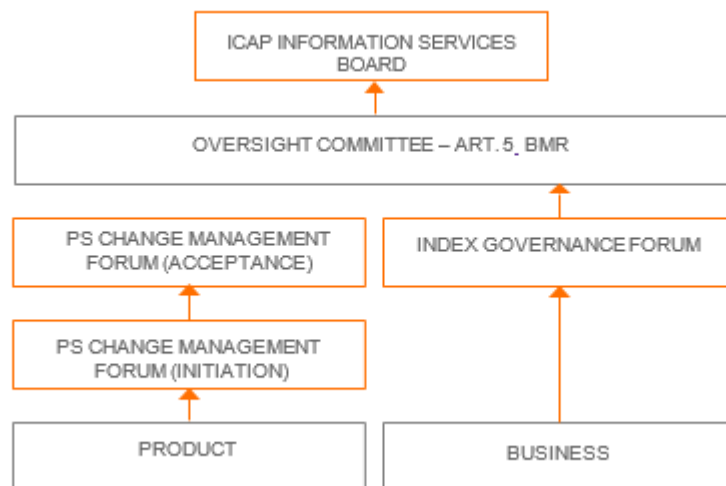 ICAP INFORMATION SERVICES
BOARD
OVERSIGHT COMMITTEE – ART. 5, BMR
PS CHANGE MANAGEMENT
FORUM (ACCEPTANCE)
INDEX GOVERNANCE FORUM
PS CHANGE MANAGEMENT
FORUM (INITIATION)
PRODUCT
BUSINESS